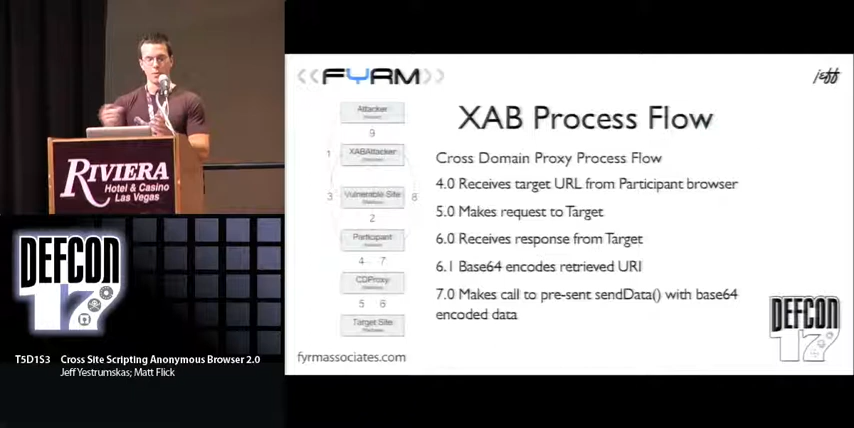 RIVIERA
Hotel & Casino
Las Vegas
DEFCON
17
T5D1S3 Cross Site Scripting Anonymous Browser 2.0
Jeff Yestrumskas; Matt Flick
((FYRM))
jeff
XAB Process Flow
Attacker
9
1
XABAttacker
3
Vulnerable Site
8
2
Participant
4 7
CDProxy
5 6
Target Site
Cross Domain Proxy Process Flow
4.0 Receives target URL from Participant browser
5.0 Makes request to Target
6.0 Receives response from Target
6.1 Base64 encodes retrieved URI
7.0 Makes call to pre-sent sendData() with base64
encoded data
fyrmassociates.com
DEFCON
17